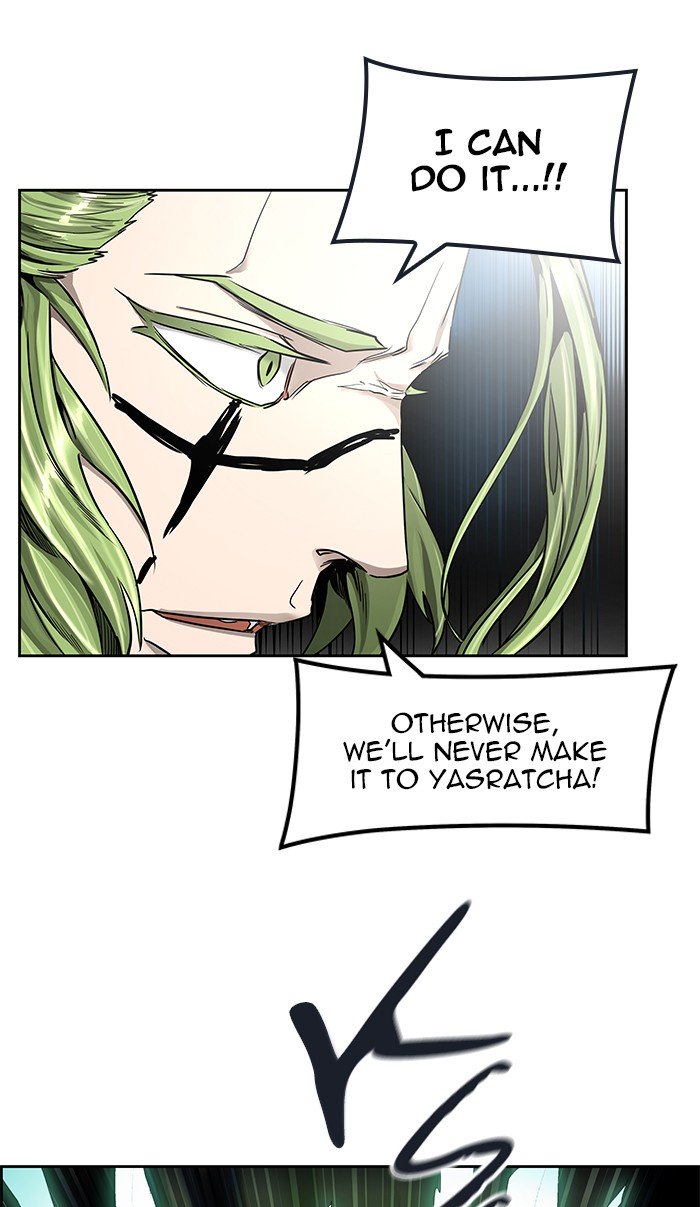 I CAN
DO IT...!!
OTHERWISE,
WE'LL NEVER MAKE
IT TO YASRATCHA!